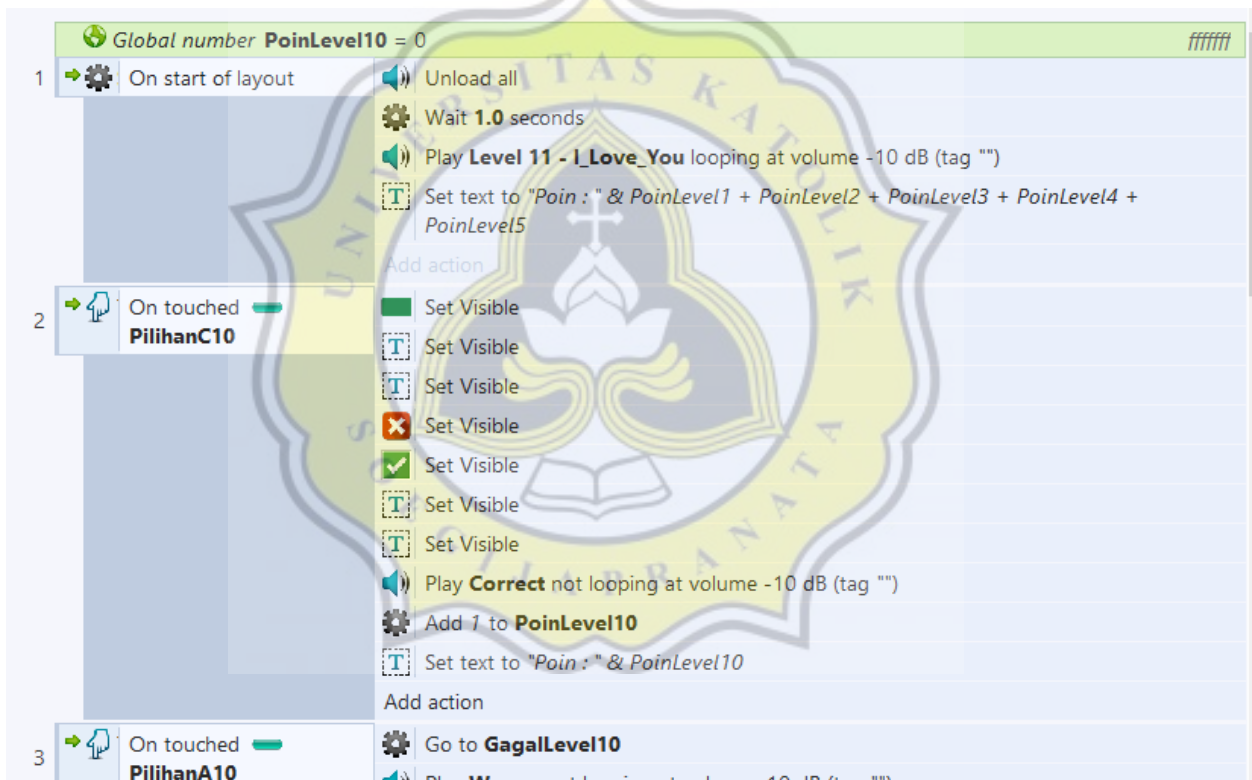 Global number PoinLevel10 = 0 fffffff
1 On start of layout Unload all
Wait 1.0 seconds
Play Level 11 - I_Love_You looping at volume -10 dB (tag "")
Set text to "Poin : " & PoinLevel1 + PoinLevel2 + PoinLevel3 + PoinLevel4 +
PoinLevel5
Add action
2 On touched Set Visible
PilihanC10
T Set Visible
T Set Visible
Set Visible
Set Visible
T Set Visible
T Set Visible
Play Correct not looping at volume -10 dB (tag "")
Add 1 to PoinLevel10
T Set text to "Poin : " & PoinLevel10
Add action
3 On touched Go to GagalLevel10
PilihanA10
UNIVERSITAS KATOLIK
SOEGIJAPRANATA